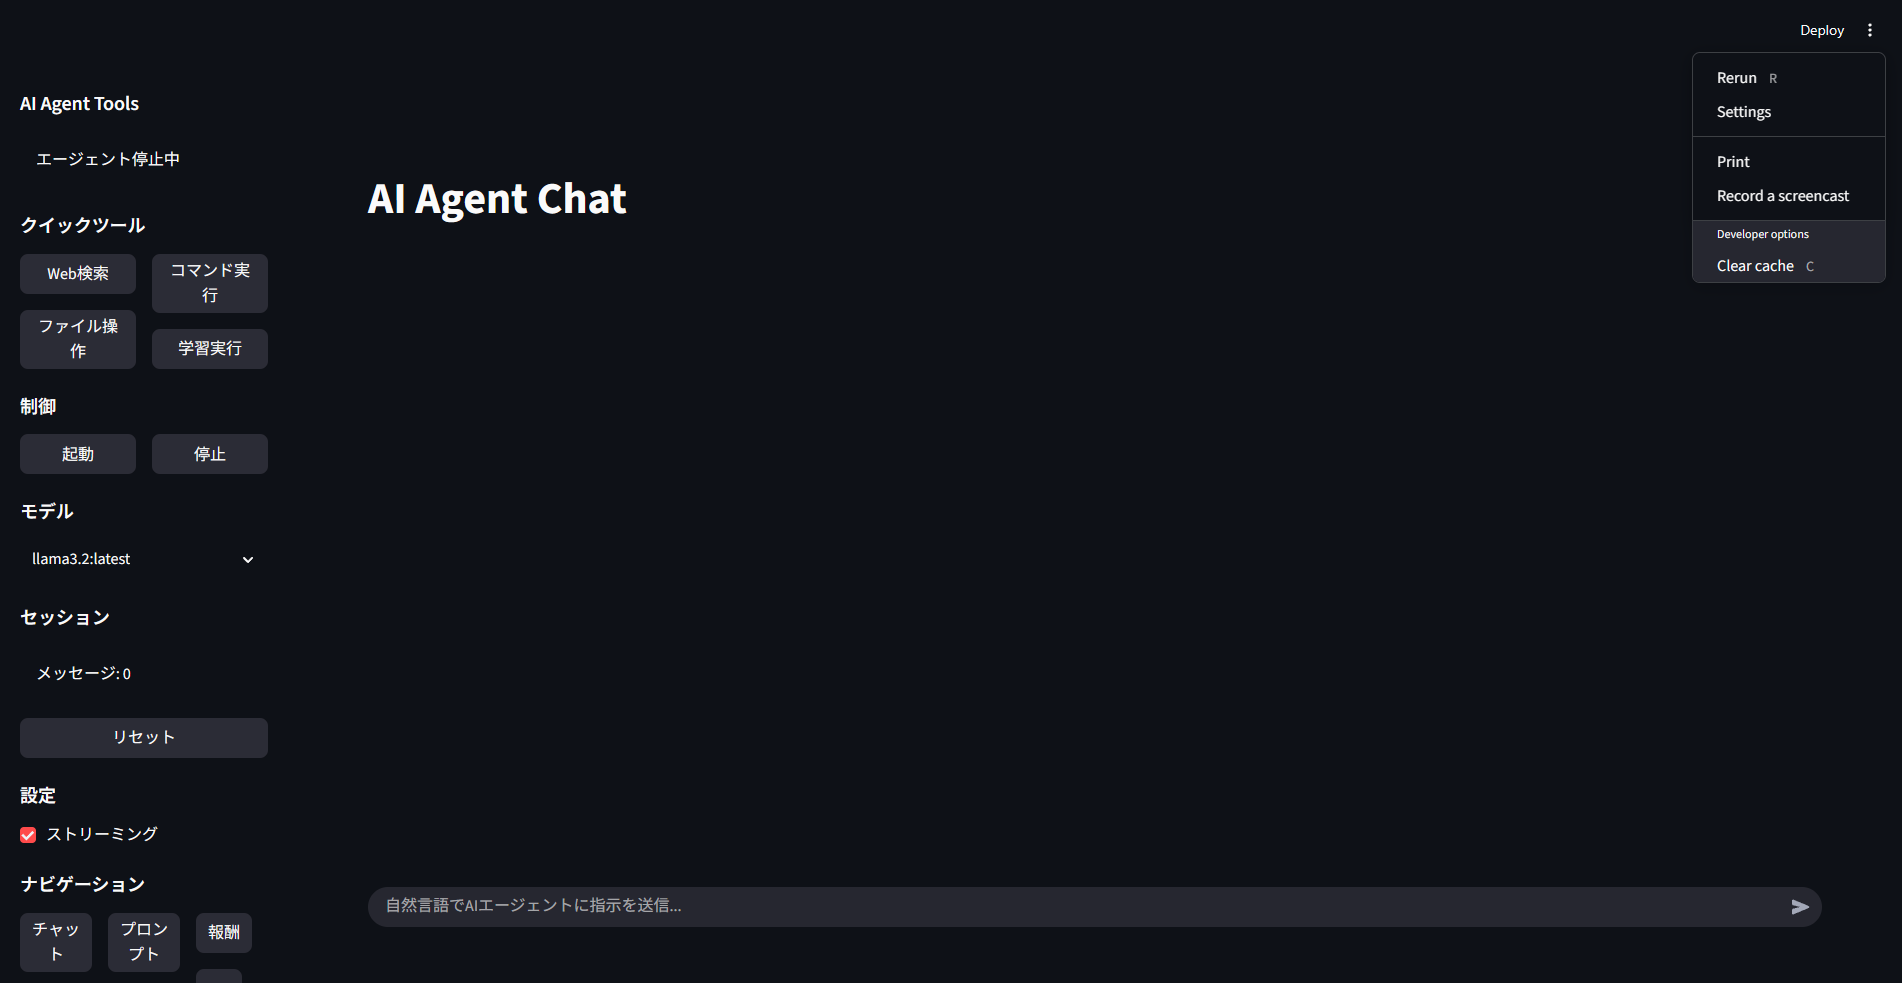 Deploy
Rerun R
Settings
Print
Record a screencast
Developer options
Clear cache C
AI Agent Tools
エージェント停止中
クイックツール
Web検索
コマンド実
行
ファイル操
作
学習実行
制御
起動
停止
モデル
llama3.2:latest
セッション
メッセージ: 0
リセット
設定
ストリーミング
ナビゲーション
チャッ
ト
プロン
プト
報酬
AI Agent Chat
自然言語でAIエージェントに指示を送信...